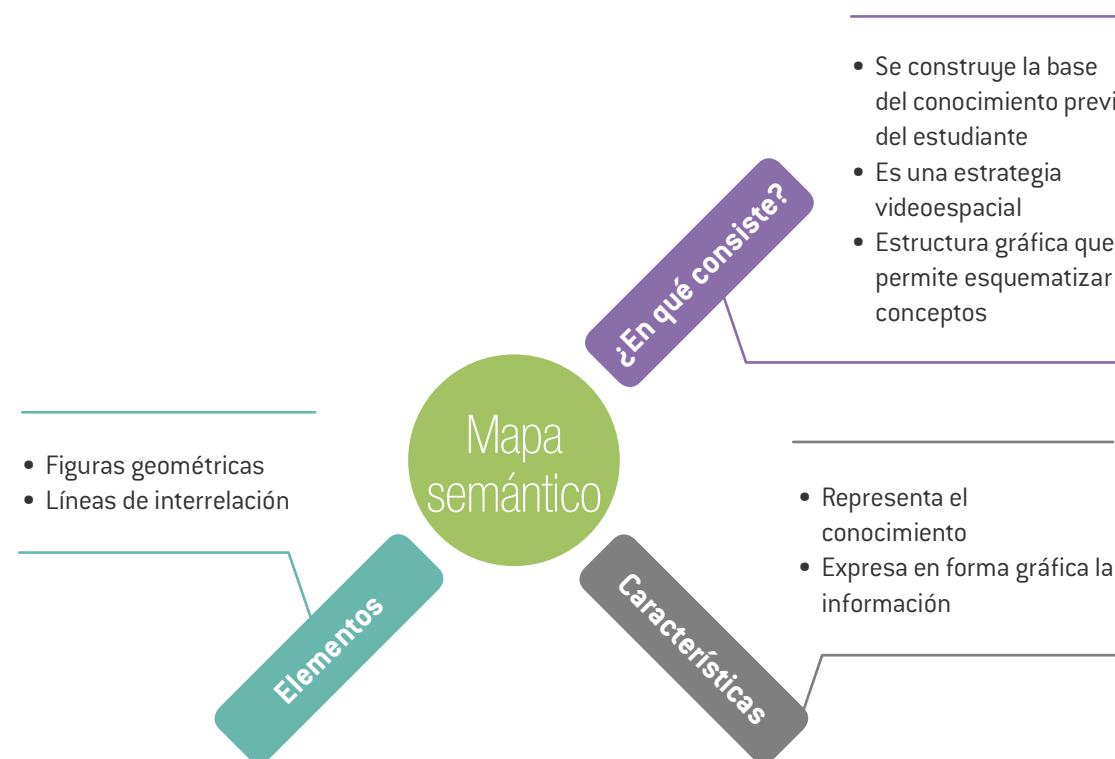 • Se construye la base
del conocimiento previ
del estudiante
• Es una estrategia
videoespacial
• Estructura gráfica que
permite esquematizar
conceptos
¿En qué consiste?
Mapa
semántico
• Figuras geométricas
• Líneas de interrelación
Elementos
• Representa el
conocimiento
• Expresa en forma gráfica la
información
Características